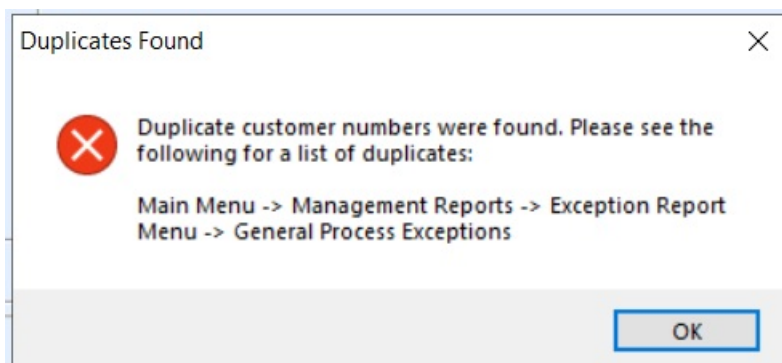 Duplicates Found
Duplicate customer numbers were found. Please see the
following for a list of duplicates:
Main Menu -> Management Reports -> Exception Report
Menu -> General Process Exceptions
OK